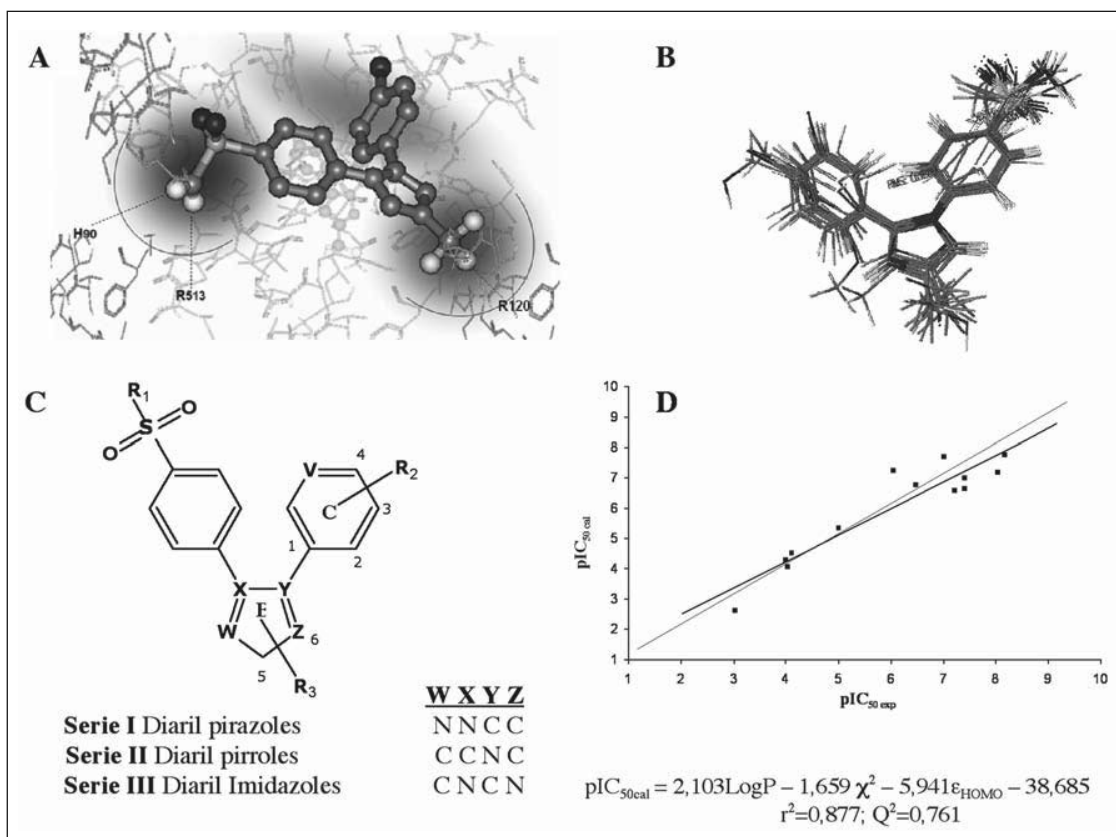 A
B
H90
R513
R120
C
R1
O
S
O
V
4
R2
C
3
1
2
X
Y
E
W
Z
6
5
R3
W X Y Z
Serie I Diaril pirazoles N N C C
Serie II Diaril pirroles C C N C
Serie III Diaril Imidazoles C N C N
D
10
9
8
7
6
5
4
3
2
1
pIC50 cal
1 2 3 4 5 6 7 8 9 10
pIC50 exp
pIC50cal = 2,103LogP – 1,659 χ² – 5,941εHOMO – 38,685
r²=0,877; Q²=0,761